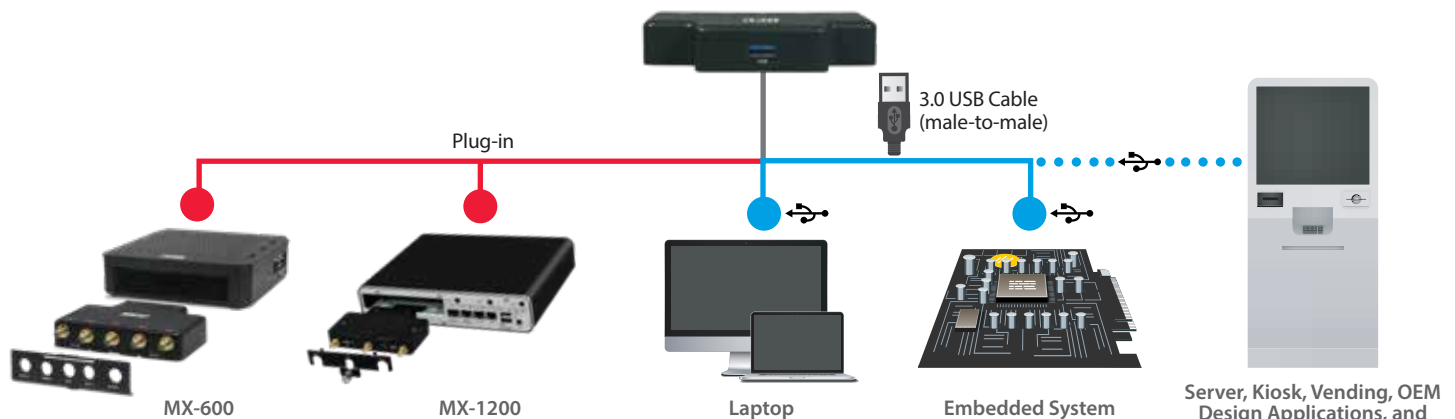 3.0 USB Cable
(male-to-male)
Plug-in
MX-600
MX-1200
Laptop
Embedded System
Server, Kiosk, Vending, OEM
Design Applications, and